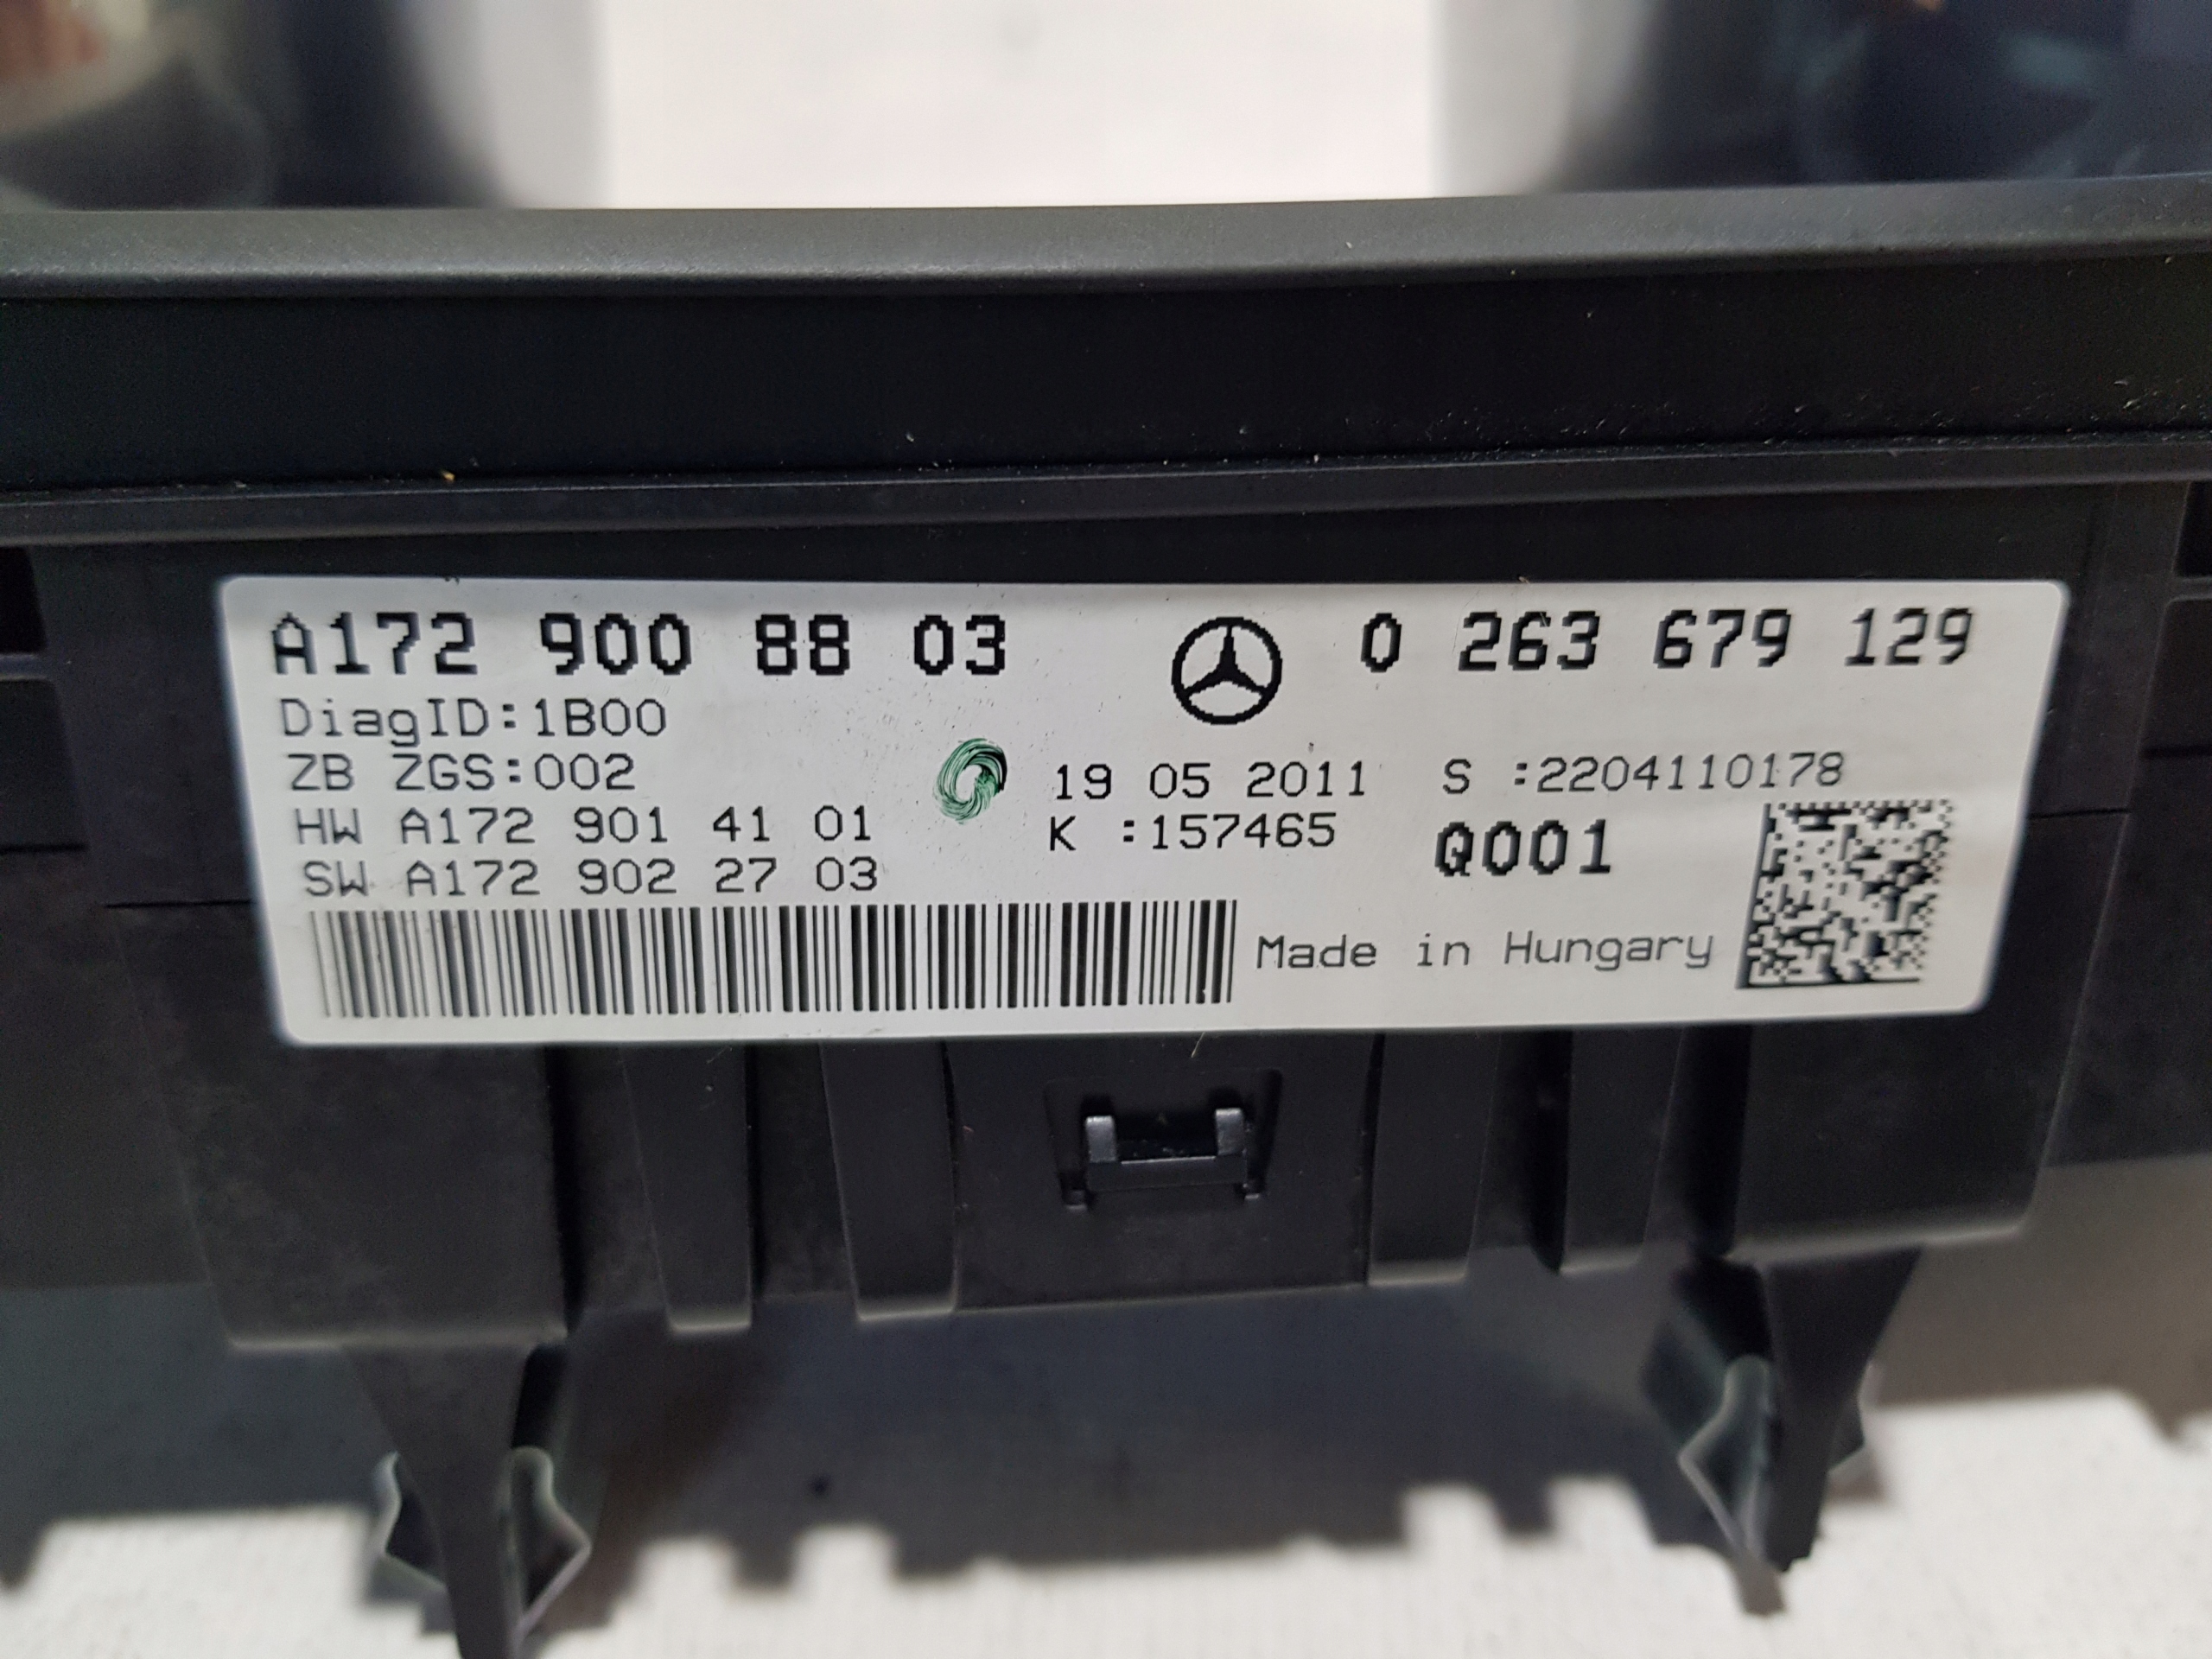 A172 900 88 03
0 263 679 129
DiagID:1B00
ZB ZGS:002
HW A172 901 41 01
SW A172 902 27 03
19 05 2011
K :157465
S :2204110178
Q001
Made in Hungary